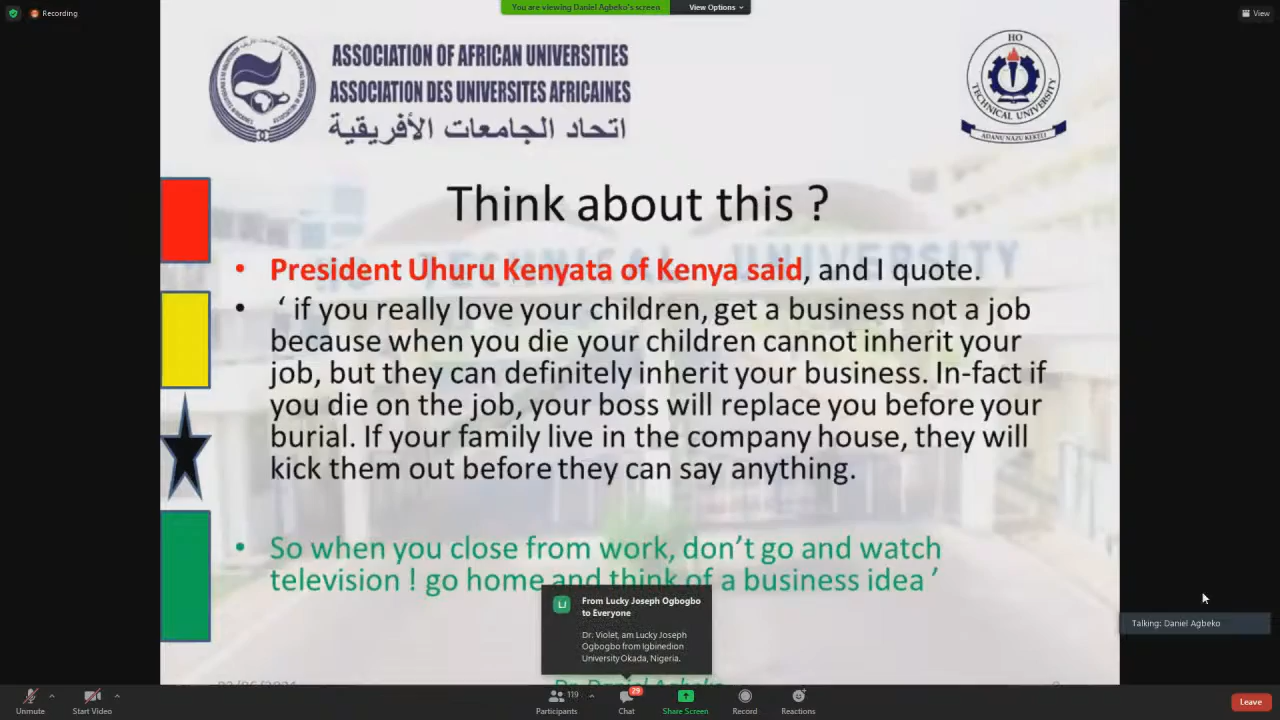 Recording
You are viewing Daniel Agbeko's screen
View Options
View
ASSOCIATION OF AFRICAN UNIVERSITIES
ASSOCIATION DES UNIVERSITES AFRICAINES
اتحاد الجامعات الأفريقية
HO
TECHNICAL UNIVERSITY
Think about this ?
• President Uhuru Kenyata of Kenya said, and I quote.
• ‘ if you really love your children, get a business not a job
because when you die your children cannot inherit your
job, but they can definitely inherit your business. In-fact if
you die on the job, your boss will replace you before your
burial. If your family live in the company house, they will
kick them out before they can say anything.
• So when you close from work, don’t go and watch
television ! go home and think of a business idea ’
LJ
From Lucky Joseph Ogbogbo
to Everyone
Dr. Violet, am Lucky Joseph
Ogbogbo from Igbinedion
University Okada, Nigeria.
Talking: Daniel Agbeko
Dr. Daniel Agbeko
Unmute
Start Video
119
Participants
29
Chat
Share Screen
Record
Reactions
Leave